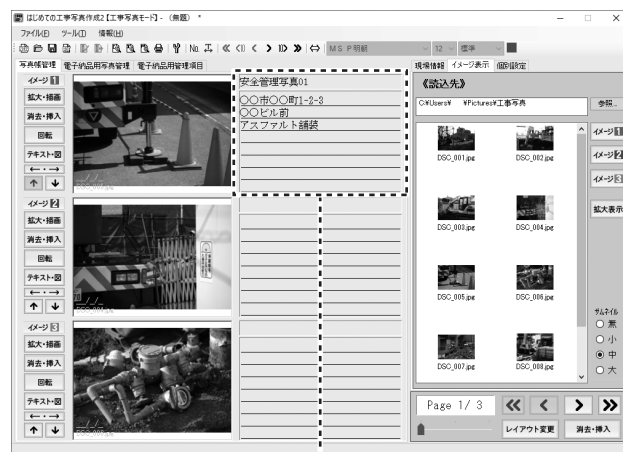 はじめての工事写真作成2【工事写真モード】- （無題） *
ファイル(F) ツール(T) 情報(H)
No.
MS P明朝 12 標準
写真帳管理 電子納品用写真管理 電子納品用管理項目
現場情報 イメージ表示 個別設定
イメージ 1
拡大・描画
消去・挿入
回転
テキスト・図
←・→
↑ ↓
安全管理写真01
〇〇市〇〇町1-2-3
〇〇ビル前
アスファルト舗装
イメージ 2
拡大・描画
消去・挿入
回転
テキスト・図
←・→
↑ ↓
イメージ 3
拡大・描画
消去・挿入
回転
テキスト・図
←・→
↑ ↓
《読込先》
C:¥Users¥ ¥Pictures¥工事写真
参照..
DSC_001.jpg DSC_002.jpg
DSC_003.jpg DSC_004.jpg
DSC_005.jpg DSC_006.jpg
DSC_007.jpg DSC_008.jpg
イメージ 1
イメージ 2
イメージ 3
拡大表示
サムネイル
無
小
中
大
Page 1/ 3
レイアウト変更 消去・挿入